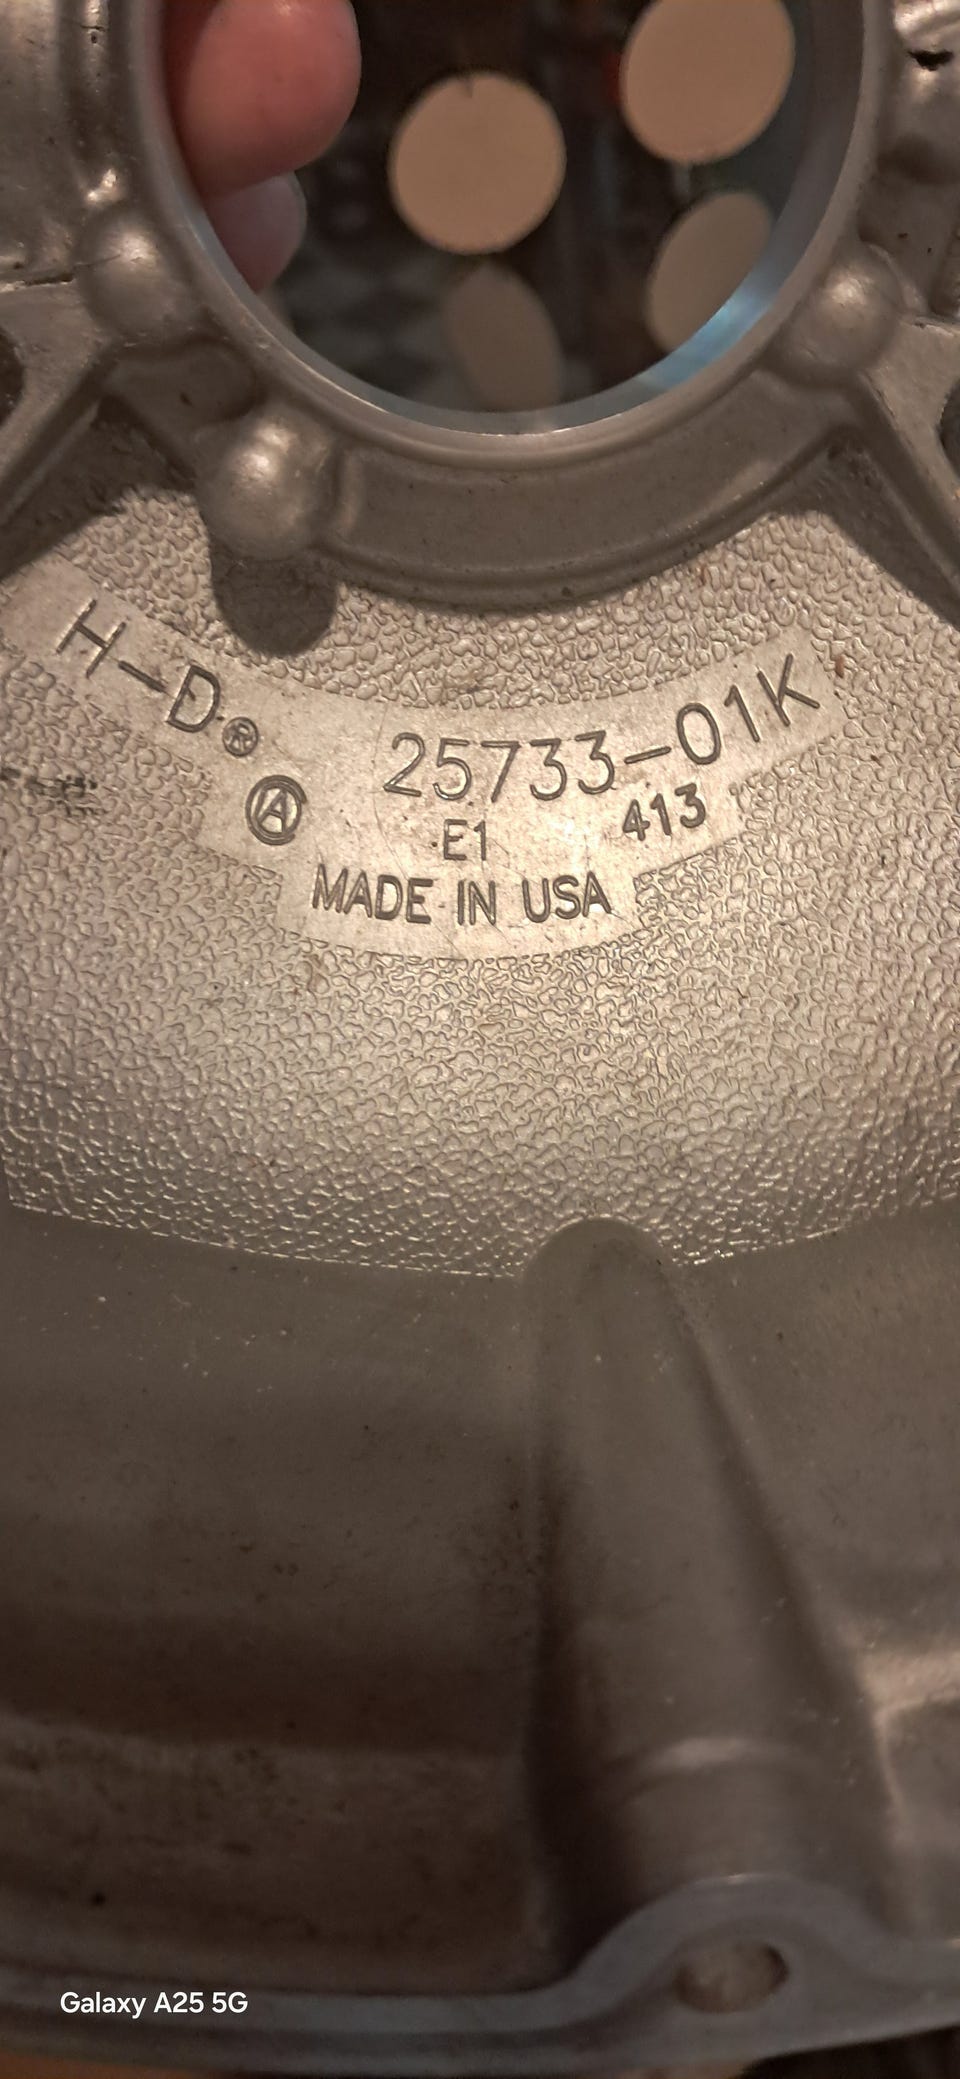 H-D® 25733-01K
A E1 413
MADE IN USA
Galaxy A25 5G